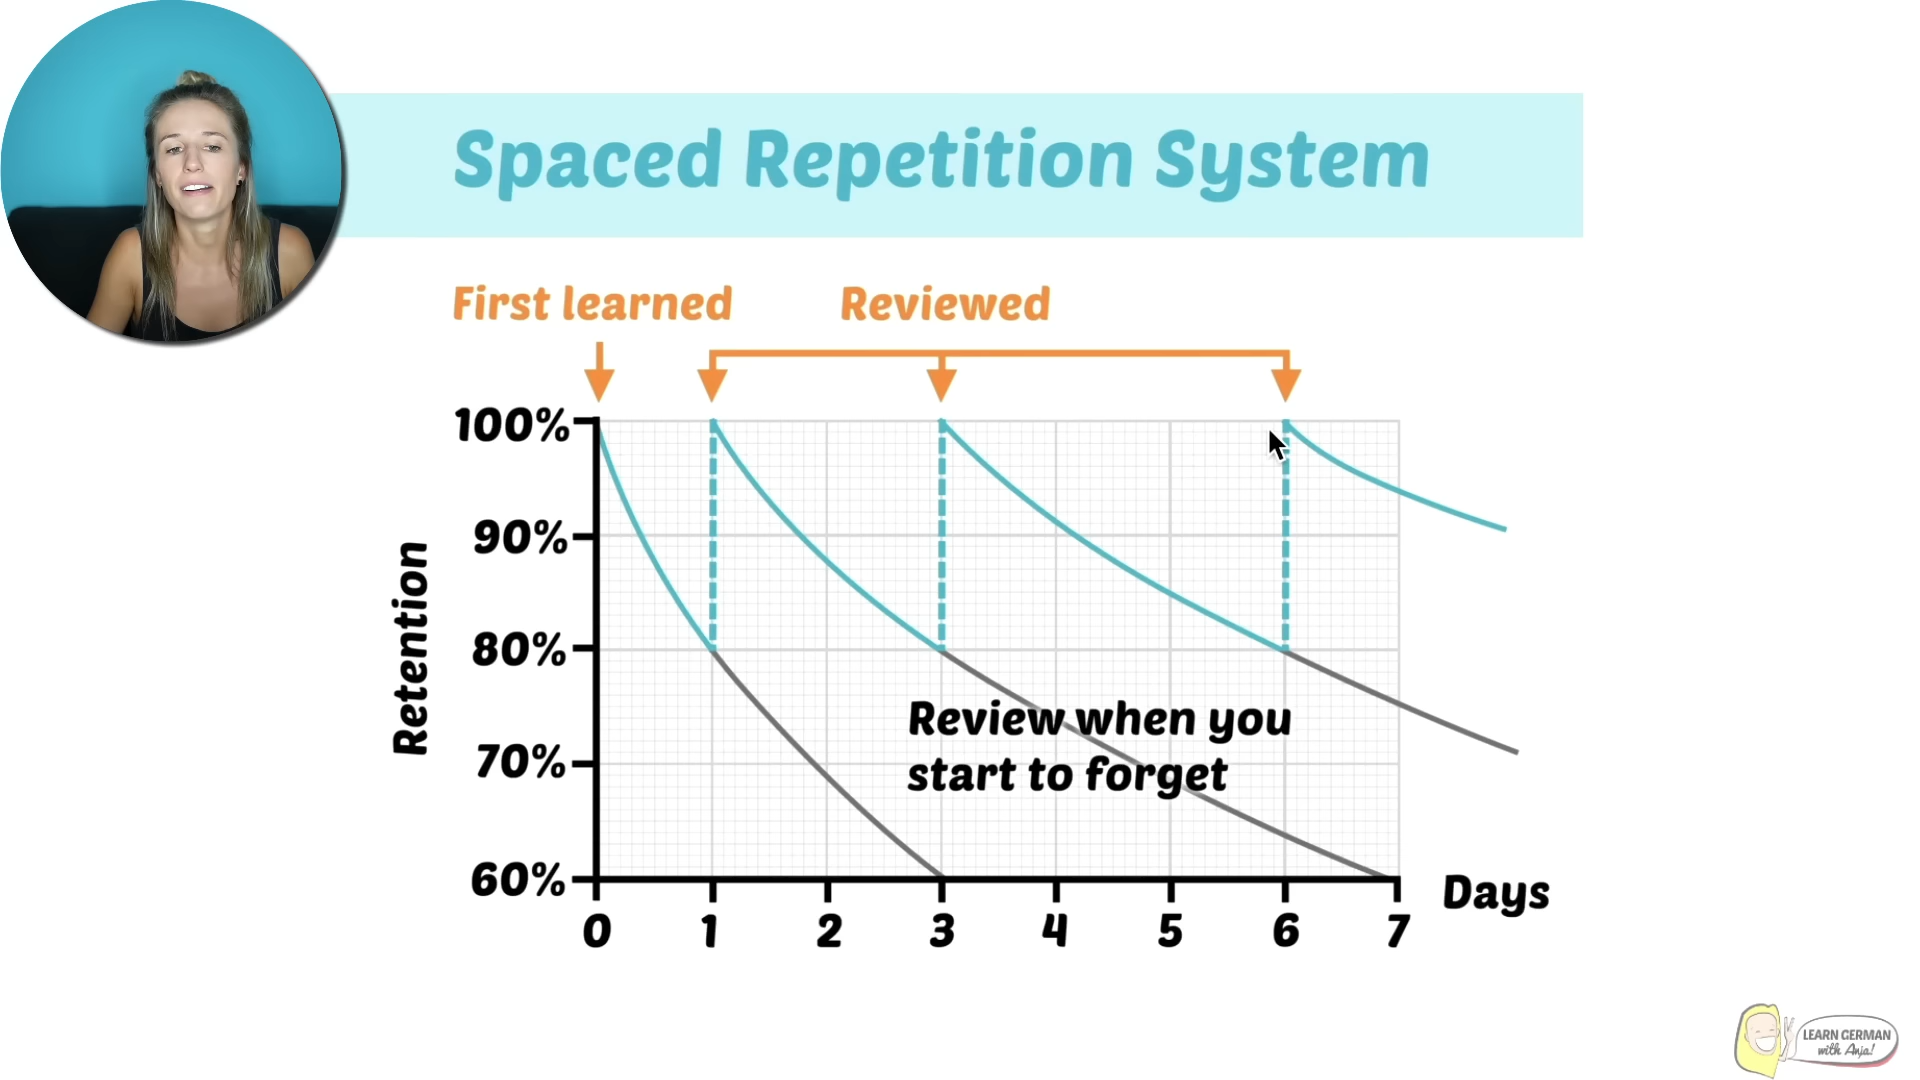 Spaced Repetition System
First learned
Reviewed
100%
90%
80%
70%
60%
Retention
Review when you
start to forget
Days
0 1 2 3 4 5 6 7
LEARN GERMAN
with Anja!